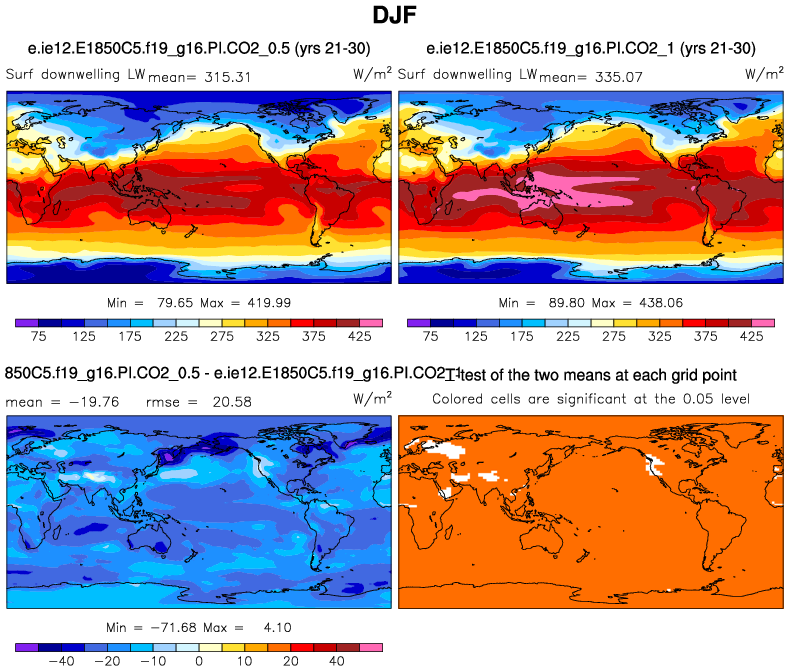 DJF
e.ie12.E1850C5.f19_g16.PI.CO2_0.5 (yrs 21-30)
Surf downwelling LW mean= 315.31 W/m2
Min = 79.65 Max = 419.99
75 125 175 225 275 325 375 425
e.ie12.E1850C5.f19_g16.PI.CO2_1 (yrs 21-30)
Surf downwelling LW mean= 335.07 W/m2
Min = 89.80 Max = 438.06
75 125 175 225 275 325 375 425
850C5.f19_g16.PI.CO2_0.5 - e.ie12.E1850C5.f19_g16.PI.CO2_1
mean = −19.76 rmse = 20.58 W/m2
Min = −71.68 Max = 4.10
−40 −20 −10 0 10 20 40
T-test of the two means at each grid point
Colored cells are significant at the 0.05 level